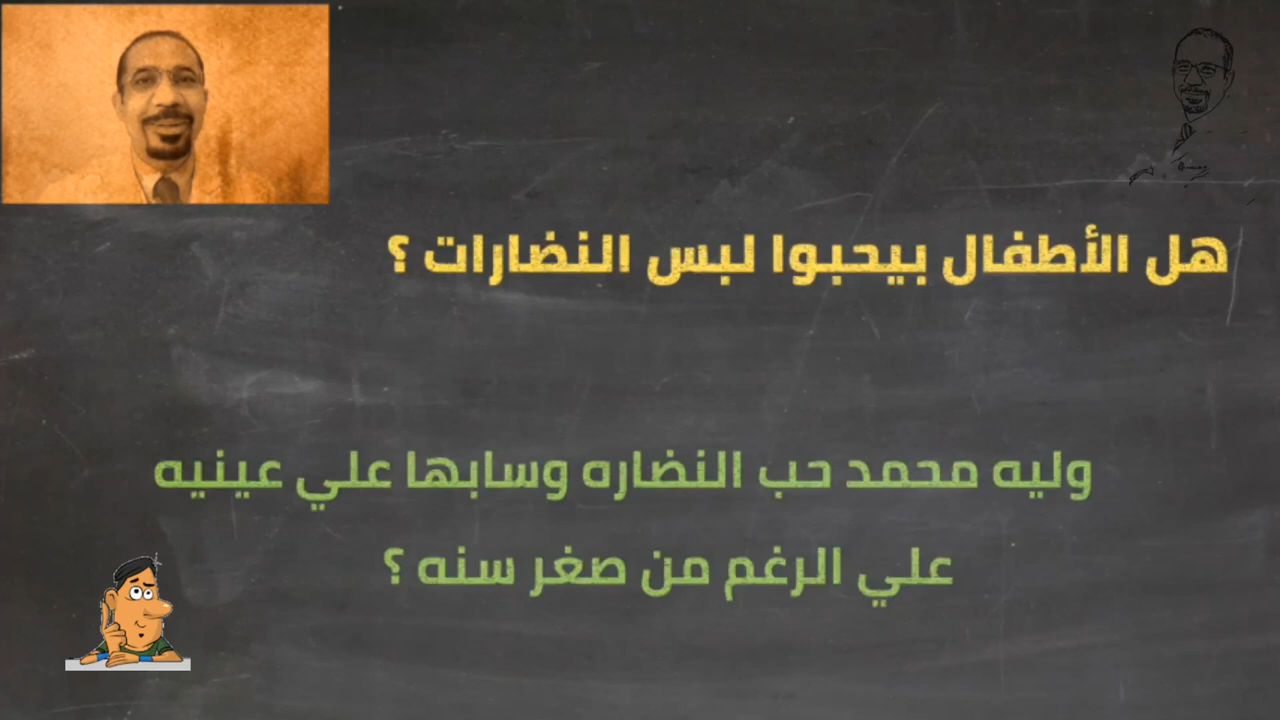 هل الأطفال بيحبوا لبس النضارات ؟
وليه محمد حب النضاره وسابها علي عينيه
علي الرغم من صغر سنه ؟